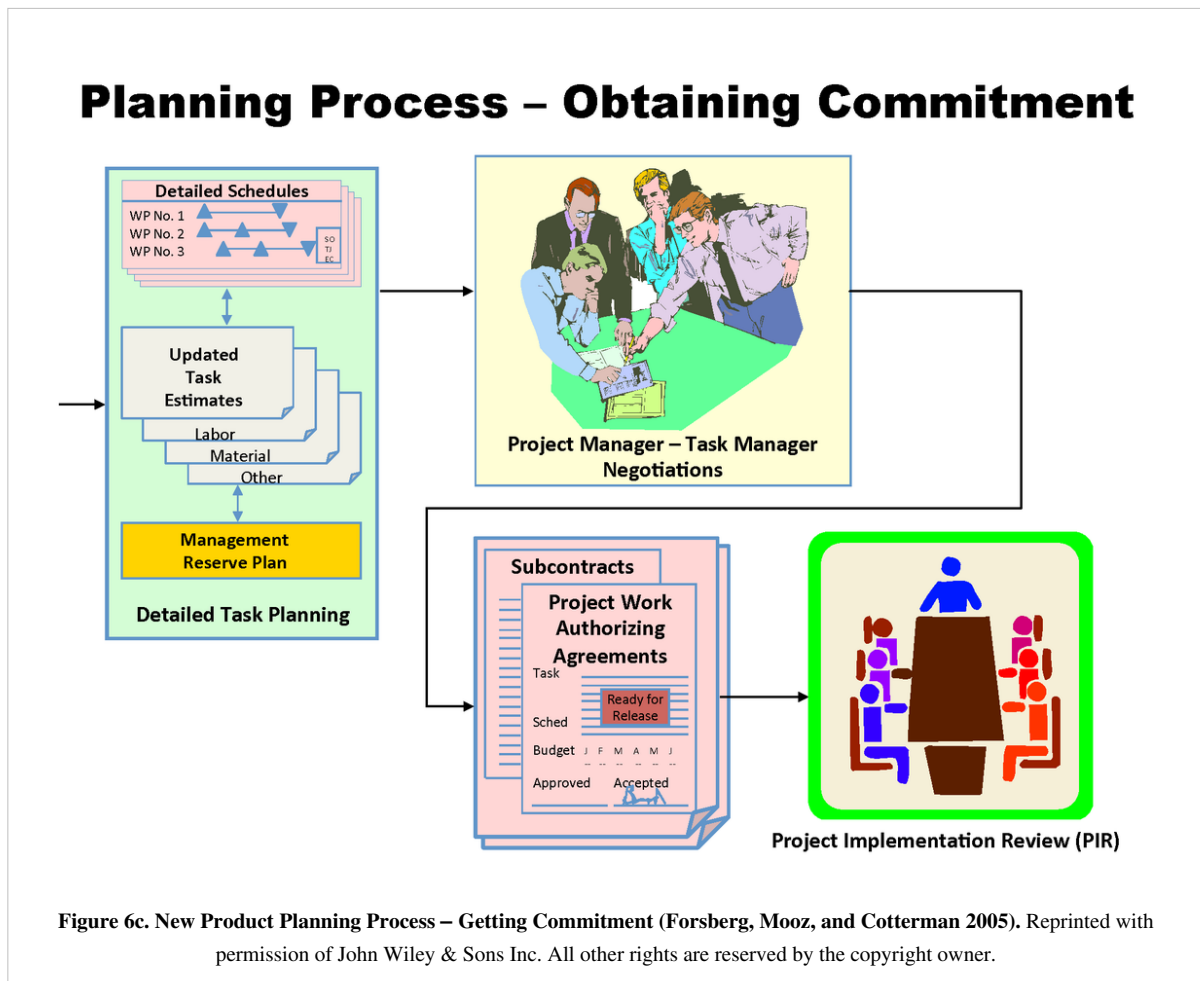 Planning Process – Obtaining Commitment
Detailed Schedules
WP No. 1
WP No. 2
WP No. 3
SO
TJ
EC
Updated
Task
Estimates
Labor
Material
Other
Management
Reserve Plan
Detailed Task Planning
Project Manager – Task Manager
Negotiations
Subcontracts
Project Work
Authorizing
Agreements
Task
Ready for
Release
Sched
Budget J F M A M J
-- -- -- -- -- --
Approved Accepted
Project Implementation Review (PIR)
Figure 6c. New Product Planning Process – Getting Commitment (Forsberg, Mooz, and Cotterman 2005). Reprinted with
permission of John Wiley & Sons Inc. All other rights are reserved by the copyright owner.